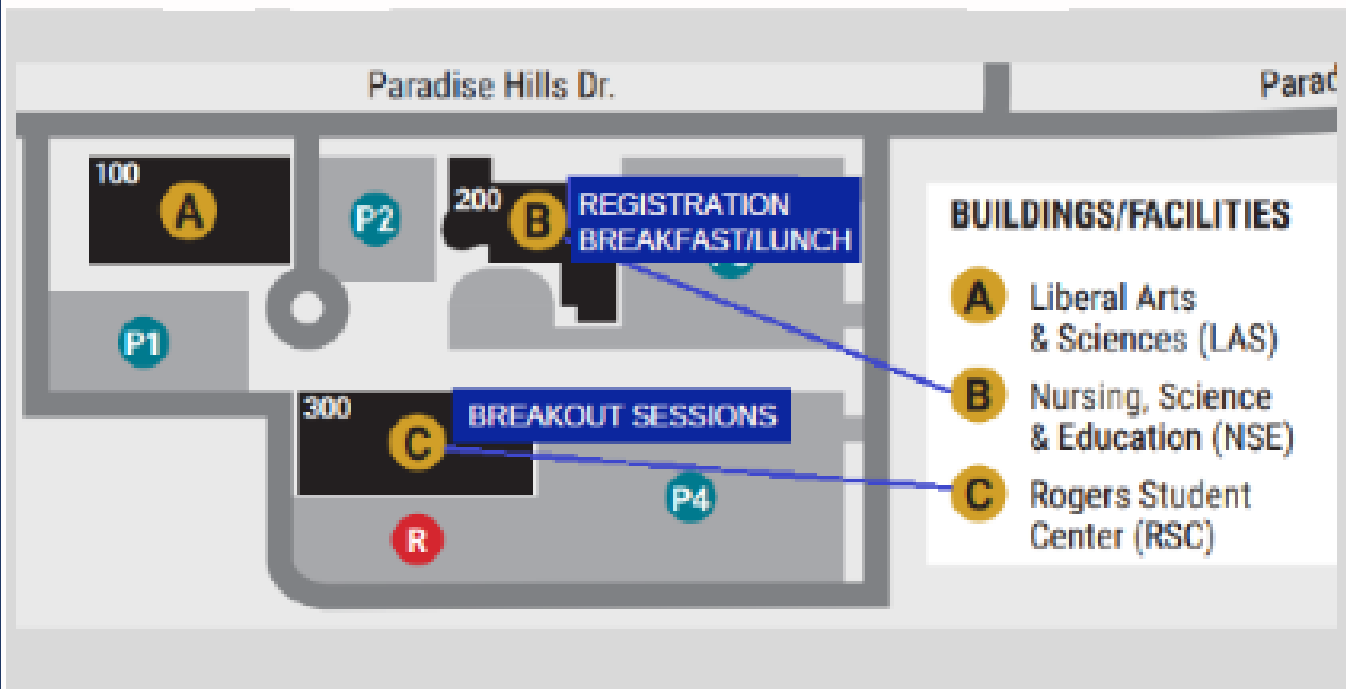 Paradise Hills Dr.
Parad
100
A
P2
200
B
REGISTRATION
BREAKFAST/LUNCH
P1
300
C
BREAKOUT SESSIONS
P4
R
BUILDINGS/FACILITIES
A Liberal Arts
& Sciences (LAS)
B Nursing, Science
& Education (NSE)
C Rogers Student
Center (RSC)